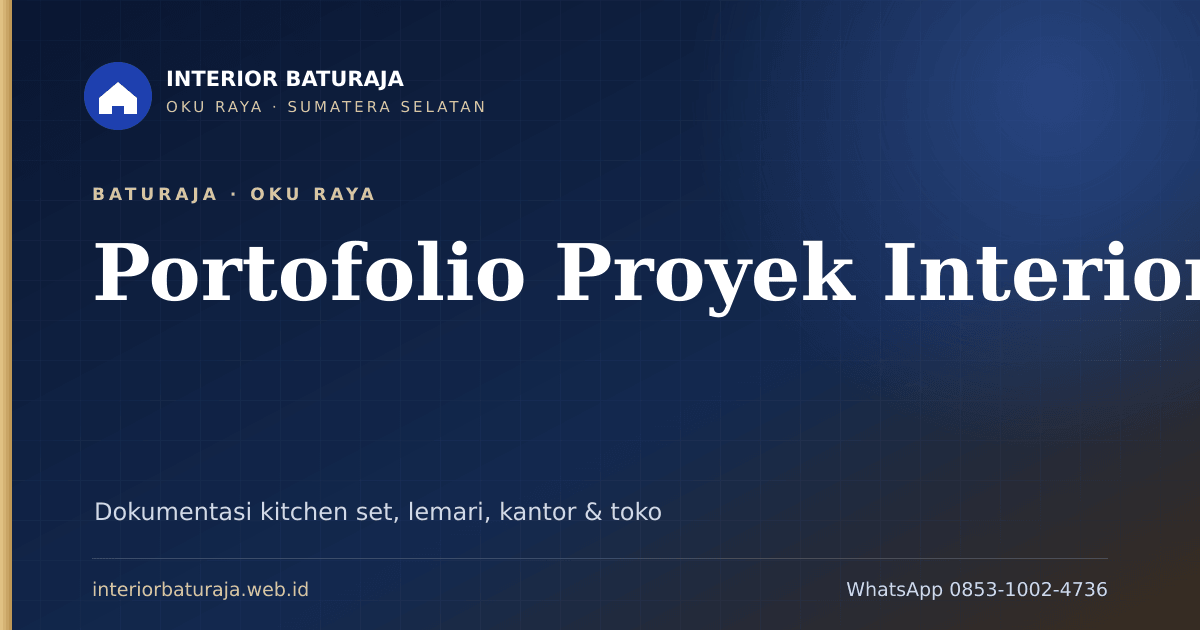 INTERIOR BATURAJA
OKU RAYA · SUMATERA SELATAN
BATURAJA · OKU RAYA
Portofolio Proyek Interior
Dokumentasi kitchen set, lemari, kantor & toko
interiorbaturaja.web.id
WhatsApp 0853-1002-4736